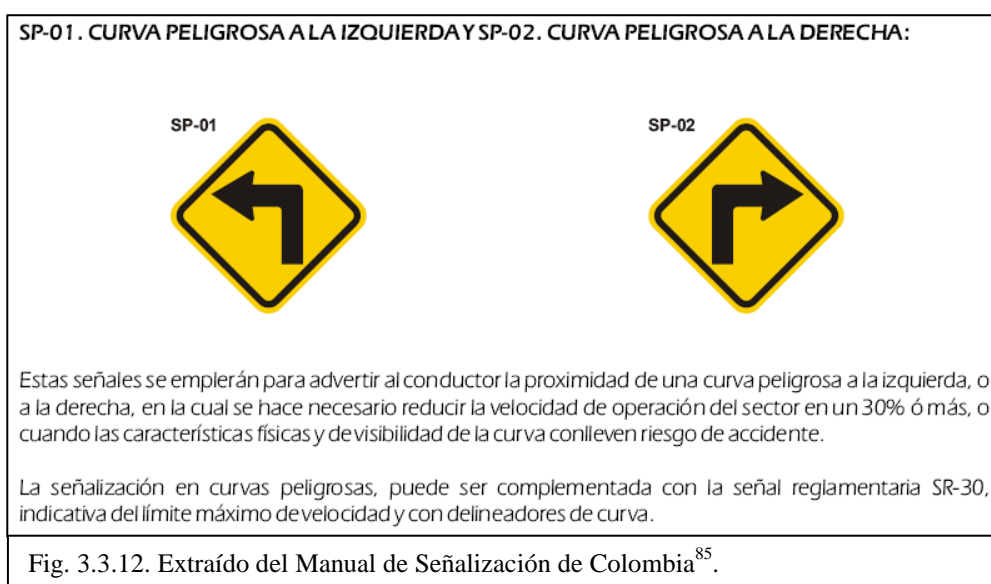 SP-01. CURVA PELIGROSA A LA IZQUIERDA Y SP-02. CURVA PELIGROSA A LA DERECHA:
SP-01
SP-02
Estas señales se emplerán para advertir al conductor la proximidad de una curva peligrosa a la izquierda, o
a la derecha, en la cual se hace necesario reducir la velocidad de operación del sector en un 30% ó más, o
cuando las características físicas y de visibilidad de la curva conlleven riesgo de accidente.
La señalización en curvas peligrosas, puede ser complementada con la señal reglamentaria SR-30,
indicativa del límite máximo de velocidad y con delineadores de curva.
Fig. 3.3.12. Extraído del Manual de Señalización de Colombia85.